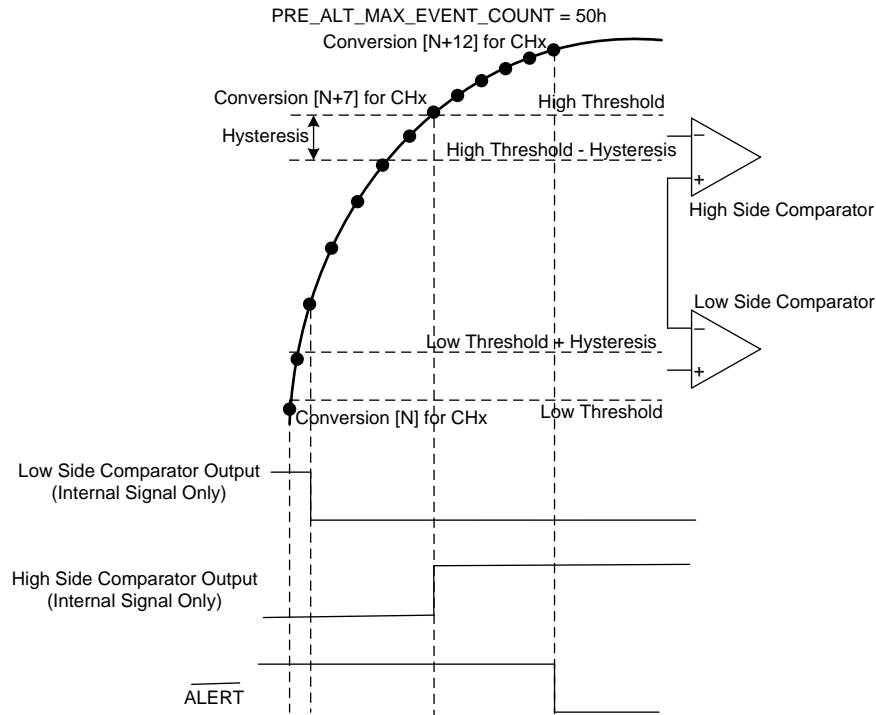 PRE_ALT_MAX_EVENT_COUNT = 50h
Conversion [N+12] for CHx
Conversion [N+7] for CHx
High Threshold
Hysteresis
High Threshold - Hysteresis
−
+
High Side Comparator
Low Side Comparator
−
Low Threshold + Hysteresis
+
Low Threshold
Conversion [N] for CHx
Low Side Comparator Output
(Internal Signal Only)
High Side Comparator Output
(Internal Signal Only)
ALERT